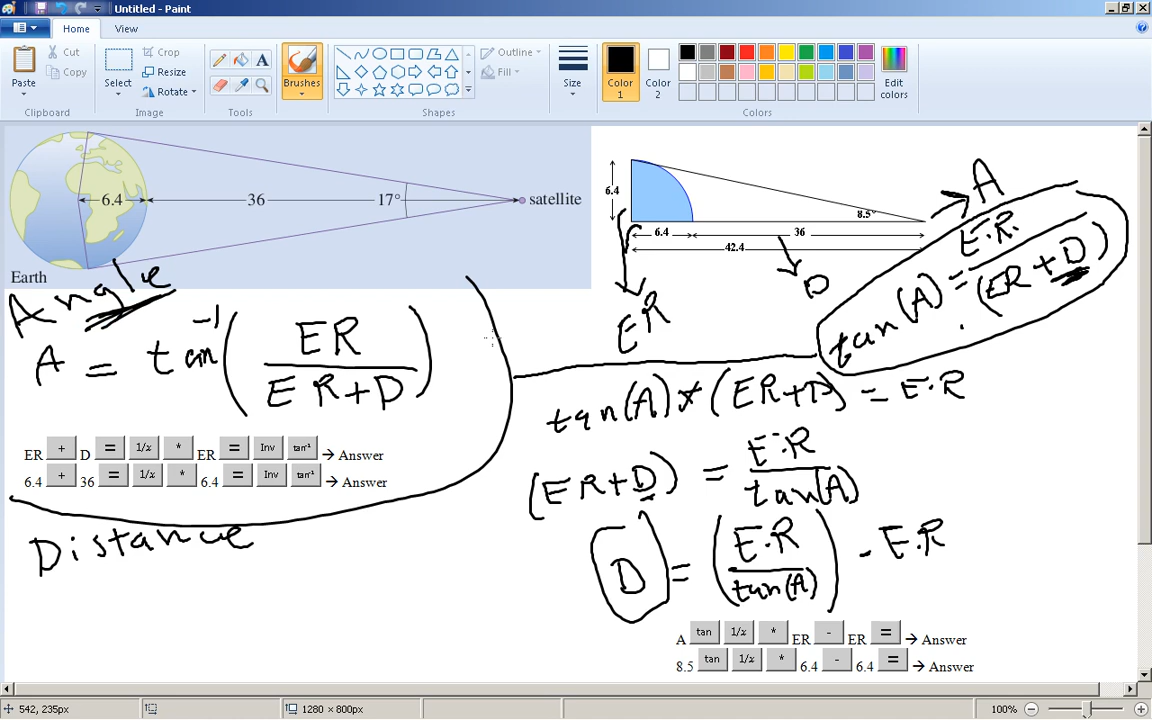 Untitled - Paint
Home View
Paste
Cut
Copy
Clipboard
Select
Crop
Resize
Rotate
Image
A
Tools
Brushes
Shapes
Outline
Fill
Size
Color 1
Color 2
Edit colors
Colors
6.4 36 17° satellite
Earth
6.4
8.5°
6.4 36
42.4
A
D
ER
tan(A) = E.R. / (ER+D)
Angle
A = tan⁻¹( ER / ER+D )
ER + D = 1/x * ER = Inv tan⁻¹ → Answer
6.4 + 36 = 1/x * 6.4 = Inv tan⁻¹ → Answer
Distance
tan(A) * (ER+D) = E.R
(ER+D) = E.R / tan(A)
D = ( E.R / tan(A) ) - E.R
A tan 1/x * ER - ER = → Answer
8.5 tan 1/x * 6.4 - 6.4 = → Answer
542, 235px 1280 × 800px 100%